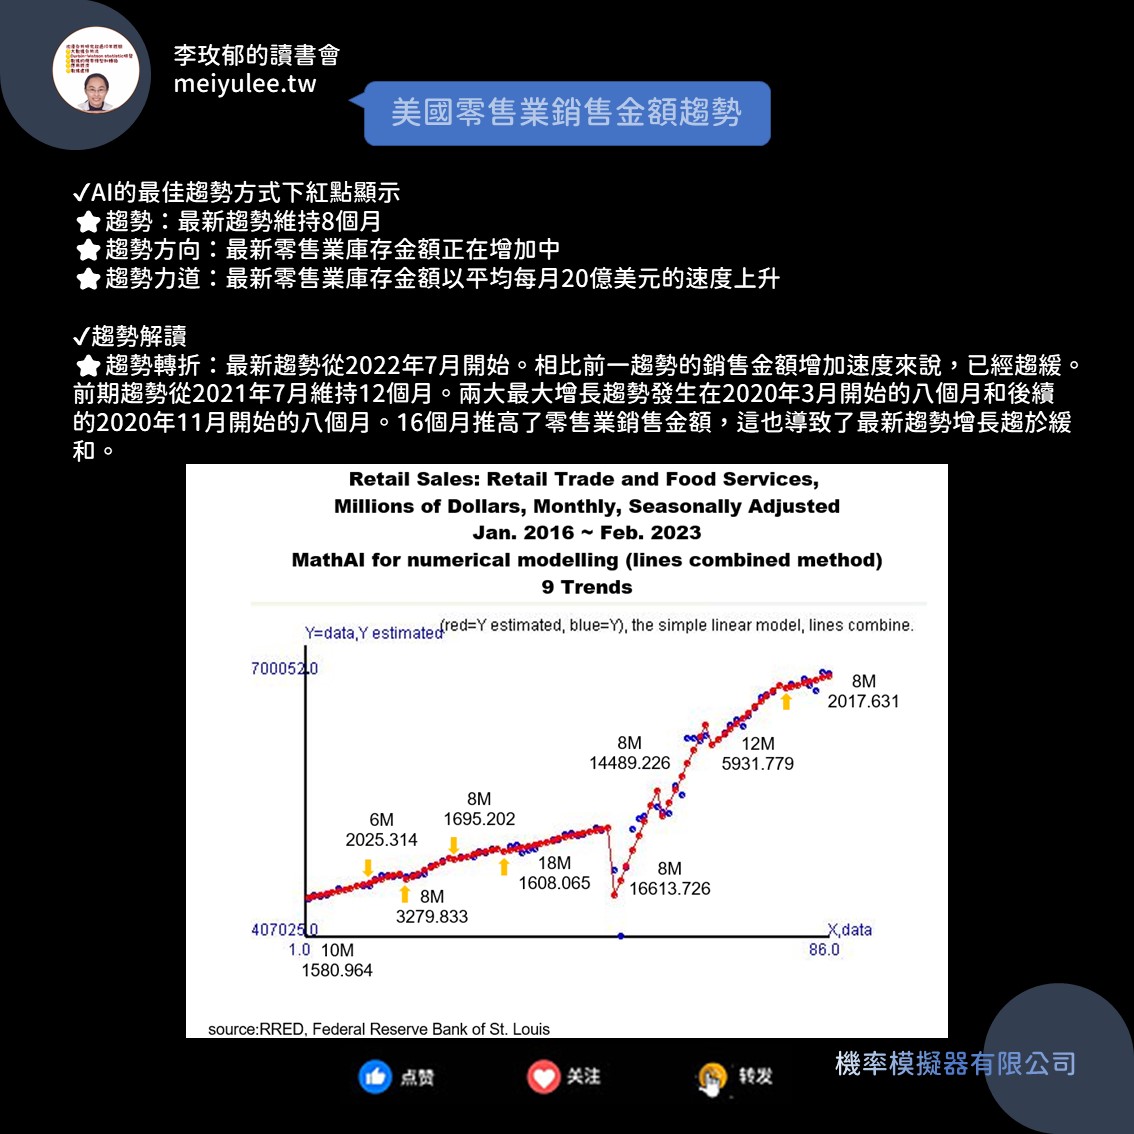 李玫郁的讀書會
meiyulee.tw
美國零售業銷售金額趨勢
✓AI的最佳趨勢方式下紅點顯示
★趨勢：最新趨勢維持8個月
★趨勢方向：最新零售業庫存金額正在增加中
★趨勢力道：最新零售業庫存金額以平均每月20億美元的速度上升
✓趨勢解讀
★趨勢轉折：最新趨勢從2022年7月開始。相比前一趨勢的銷售金額增加速度來說，已經趨緩。
前期趨勢從2021年7月維持12個月。兩大最大增長趨勢發生在2020年3月開始的八個月和後續
的2020年11月開始的八個月。16個月推高了零售業銷售金額，這也導致了最新趨勢增長趨於緩
和。
Retail Sales: Retail Trade and Food Services,
Millions of Dollars, Monthly, Seasonally Adjusted
Jan. 2016 ~ Feb. 2023
MathAI for numerical modelling (lines combined method)
9 Trends
Y=data,Y estimated
(red=Y estimated, blue=Y), the simple linear model, lines combine.
700052.0
8M
2017.631
8M
14489.226
12M
5931.779
8M
1695.202
6M
2025.314
18M
1608.065
8M
16613.726
8M
3279.833
407025.0
X,data
1.0
10M
1580.964
86.0
source:RRED, Federal Reserve Bank of St. Louis
機率模擬器有限公司
点赞
关注
转发